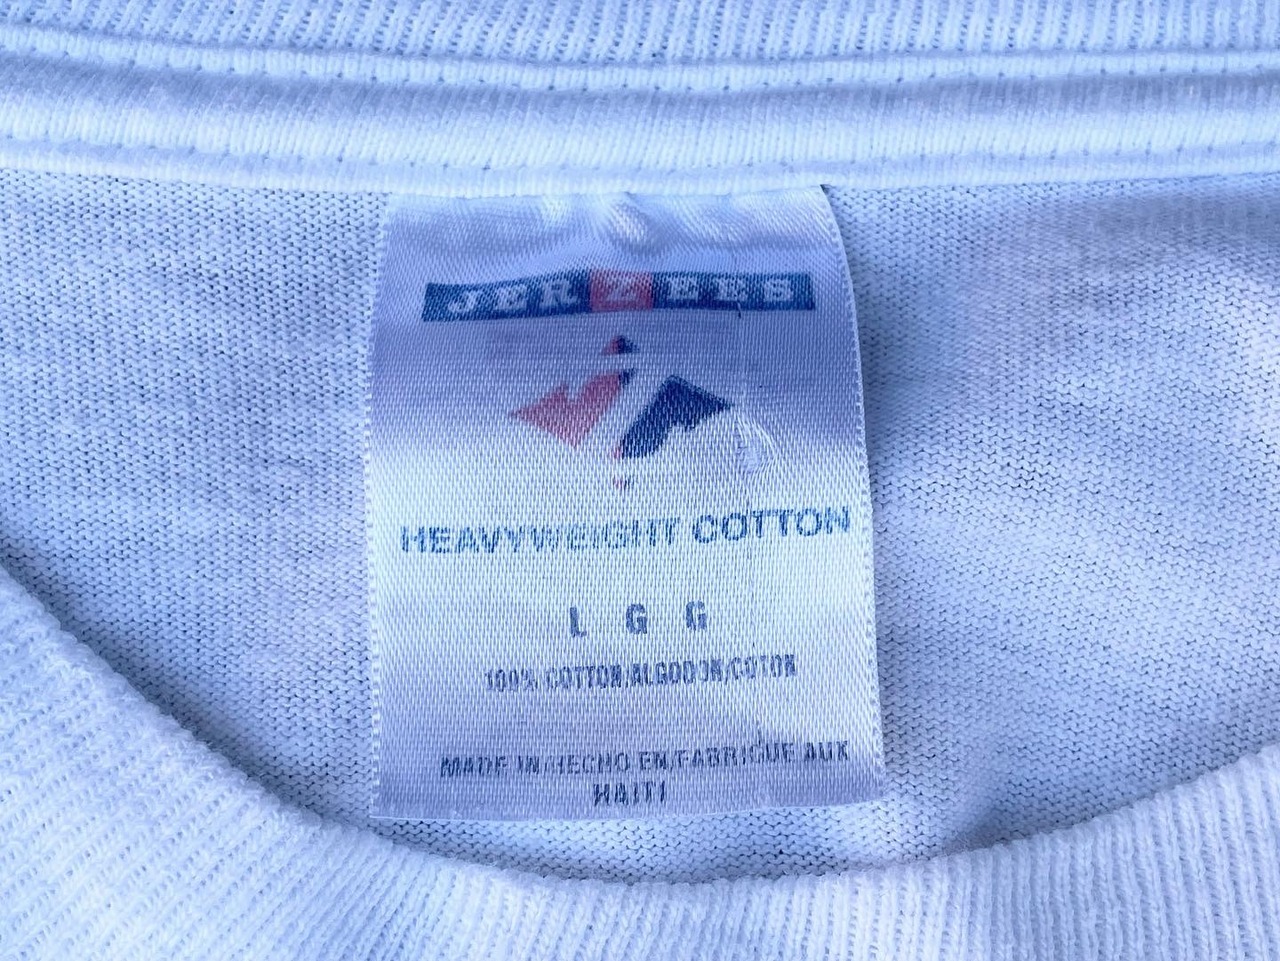 JERZEES
HEAVYWEIGHT COTTON
L G G
100% COTTON/ALGODON/COTON
MADE IN/HECHO EN/FABRIQUE AUX
HAITI